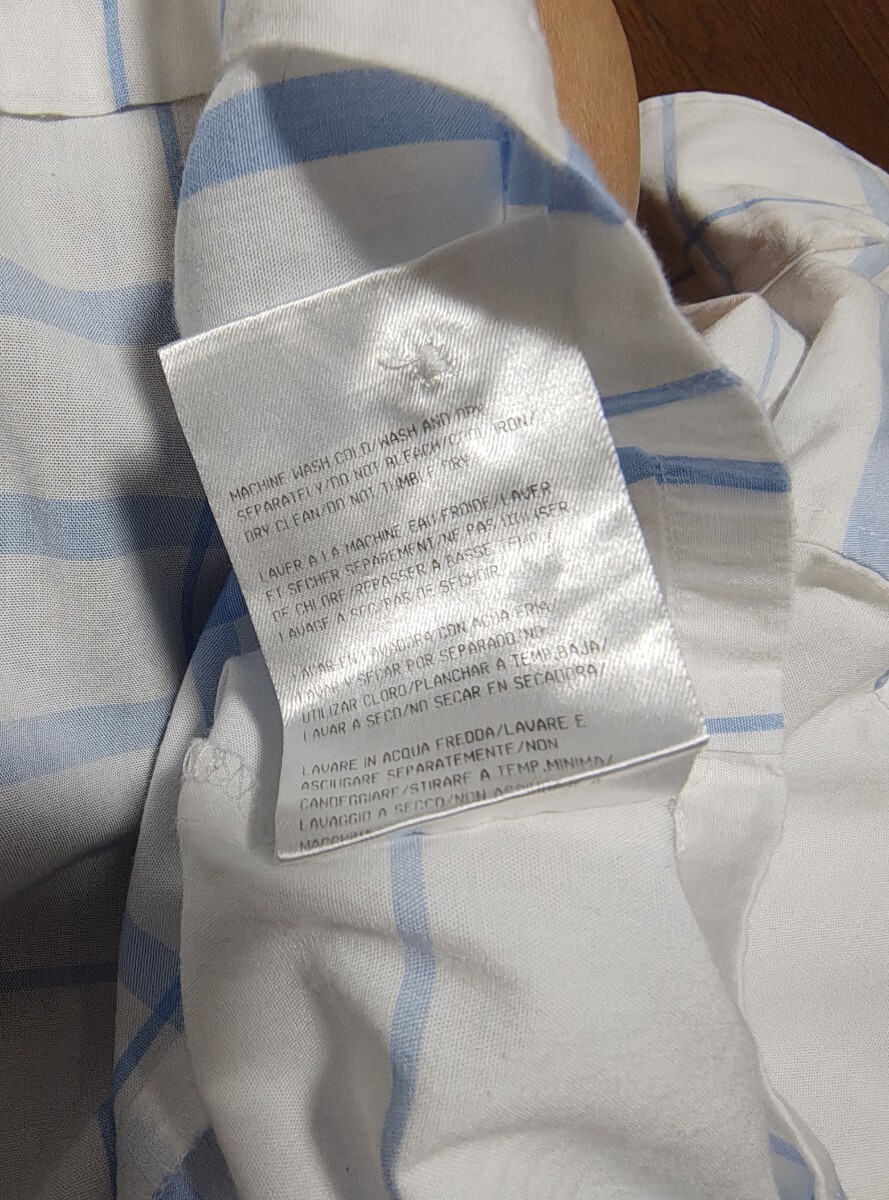 MACHINE WASH COLD/WASH AND DRY
SEPARATELY/DO NOT BLEACH/COOL IRON/
DRY CLEAN/DO NOT TUMBLE DRY
LAVER A LA MACHINE EAU FROIDE/LAVER
ET SECHER SEPAREMENT/NE PAS UTILISER
DE CHLORE/REPASSER A BASSE TEMP./
LAVAGE A SEC/PAS DE SECHOIR
LAVAR EN LAVADORA CON AGUA FRIA/
LAVAR Y SECAR POR SEPARADO/NO
UTILIZAR CLORO/PLANCHAR A TEMP.BAJA/
LAVAR A SECO/NO SECAR EN SECADORA/
LAVARE IN ACQUA FREDDA/LAVARE E
ASCIUGARE SEPARATEMENTE/NON
CANDEGGIARE/STIRARE A TEMP.MINIMA/
LAVAGGIO A SECCO/NON